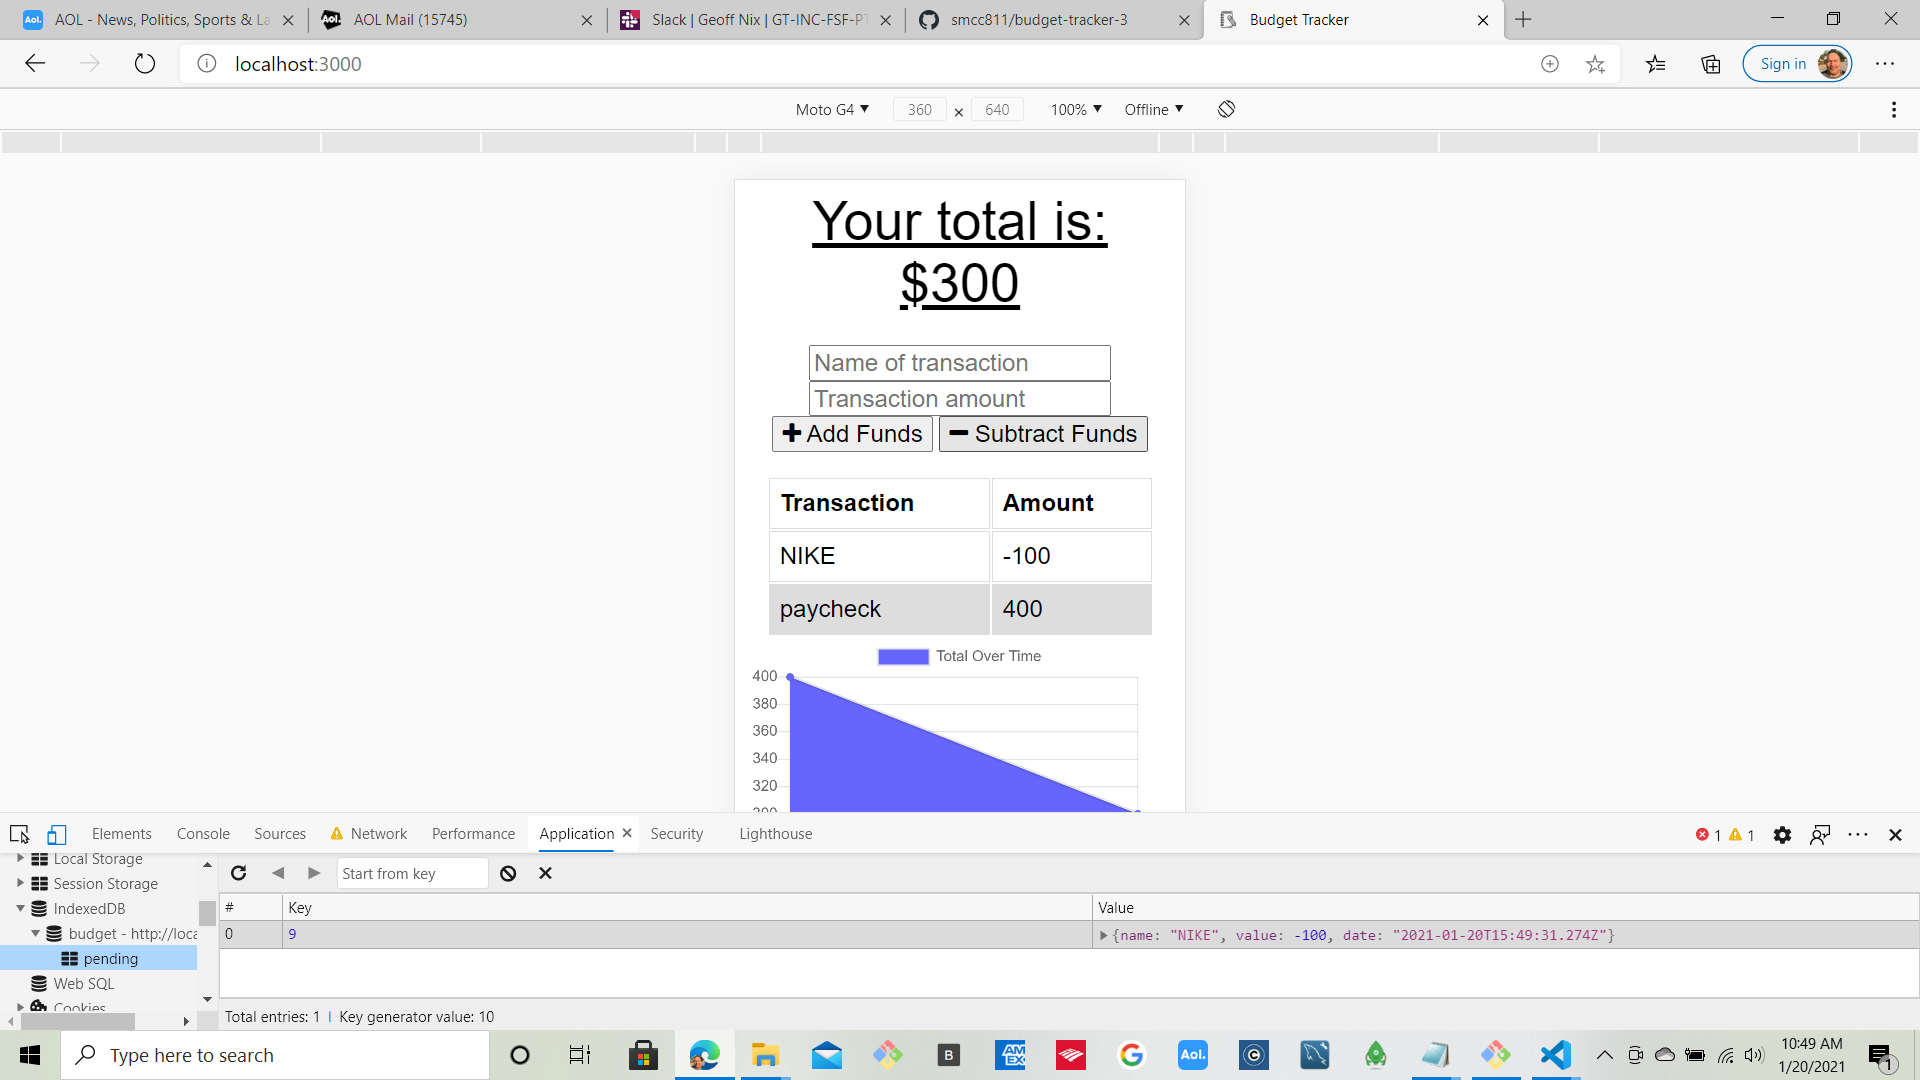 AOL - News, Politics, Sports & La
AOL Mail (15745)
Slack | Geoff Nix | GT-INC-FSF-PT
smcc811/budget-tracker-3
Budget Tracker
localhost:3000
Sign in
Moto G4
360 × 640
100%
Offline
Your total is:
$300
Name of transaction
Transaction amount
Add Funds
Subtract Funds
Transaction Amount
NIKE -100
paycheck 400
Total Over Time
400
380
360
340
320
300
Elements Console Sources Network Performance Application Security Lighthouse
1 1
Local Storage
Session Storage
IndexedDB
budget - http://loca
pending
Web SQL
Cookies
Start from key
# Key Value
0 9 {name: "NIKE", value: -100, date: "2021-01-20T15:49:31.274Z"}
Total entries: 1 Key generator value: 10
Type here to search
B
AM
EX
G
Aol.
C
10:49 AM
1/20/2021
1